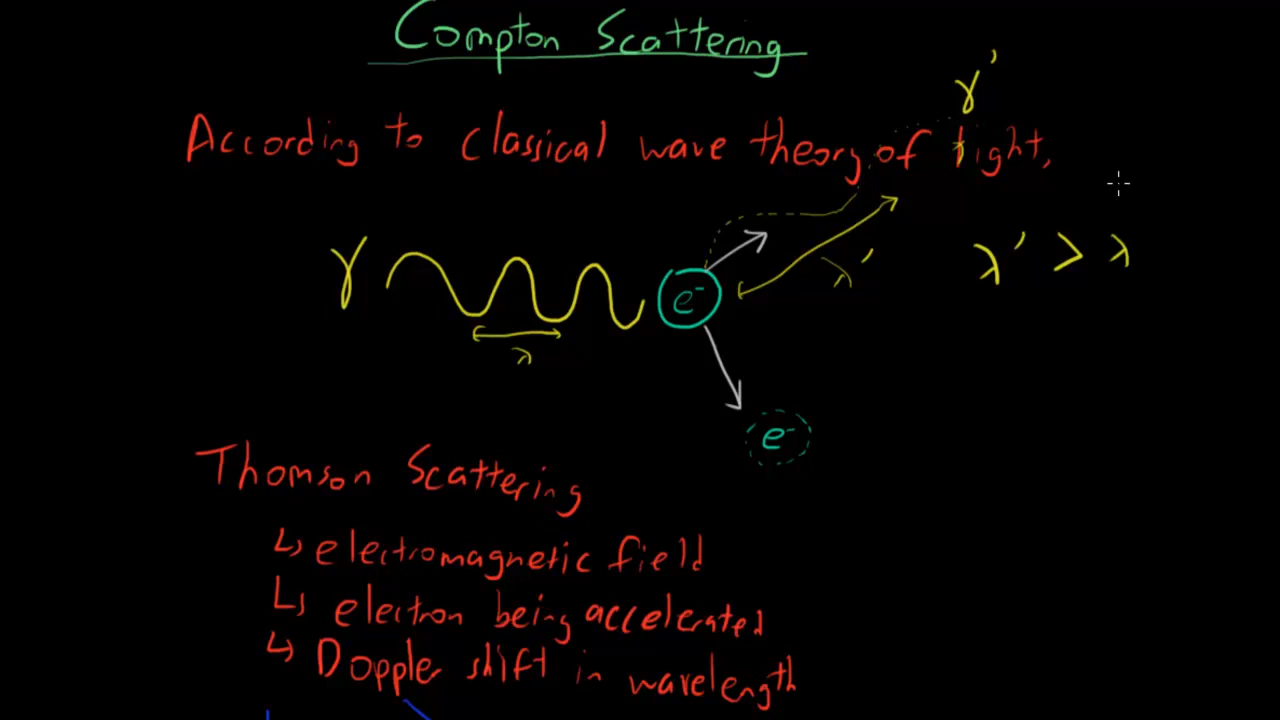 Compton Scattering
γ'
According to classical wave theory of light,
γ
e⁻
λ'
λ' > λ
λ
e⁻
Thomson Scattering
↳ electromagnetic field
↳ electron being accelerated
↳ Doppler shift in wavelength